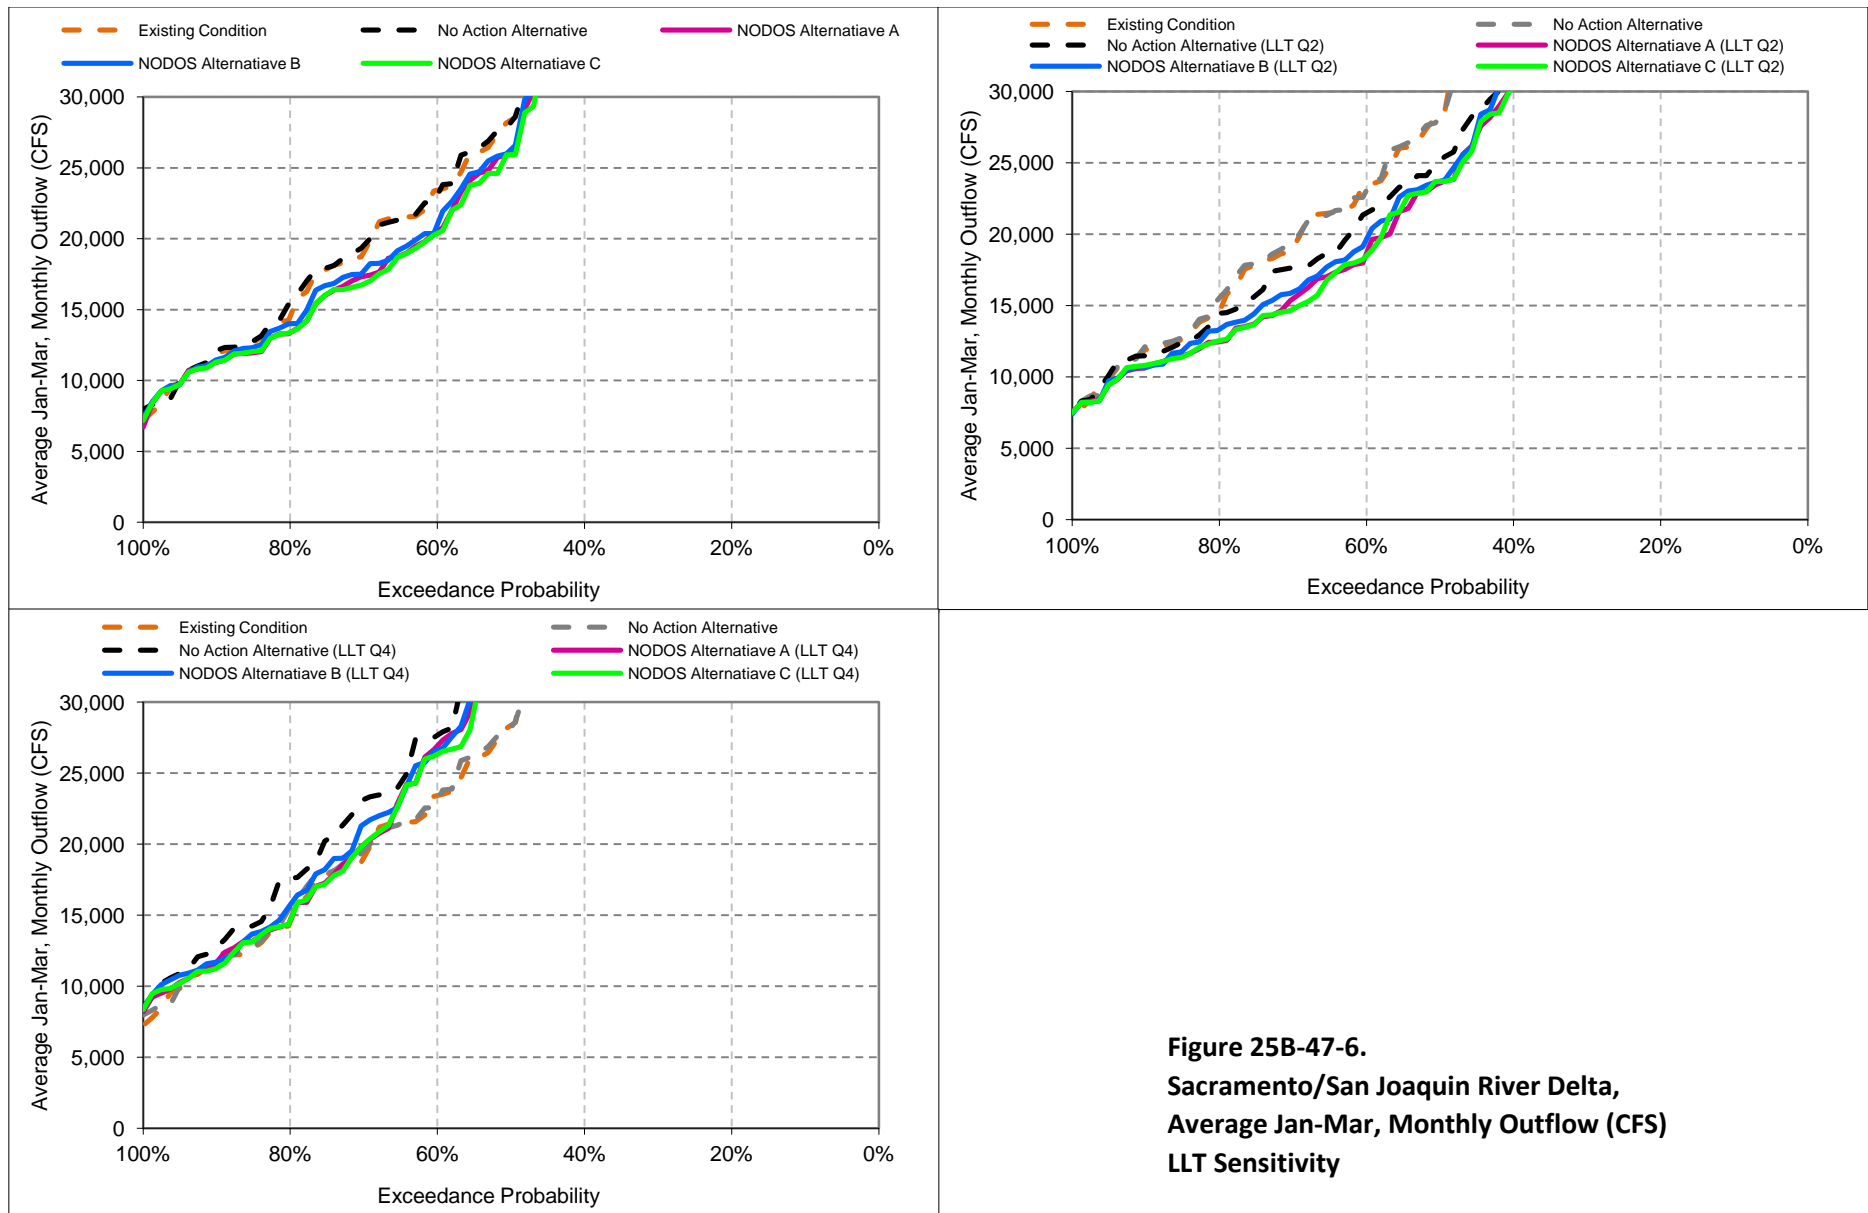 Existing Condition
No Action Alternative
NODOS Alternatiave A
NODOS Alternatiave B
NODOS Alternatiave C
Average Jan-Mar, Monthly Outflow (CFS)
30,000
25,000
20,000
15,000
10,000
5,000
0
100% 80% 60% 40% 20% 0%
Exceedance Probability
Existing Condition
No Action Alternative
No Action Alternative (LLT Q2)
NODOS Alternatiave A (LLT Q2)
NODOS Alternatiave B (LLT Q2)
NODOS Alternatiave C (LLT Q2)
Average Jan-Mar, Monthly Outflow (CFS)
30,000
25,000
20,000
15,000
10,000
5,000
0
100% 80% 60% 40% 20% 0%
Exceedance Probability
Existing Condition
No Action Alternative
No Action Alternative (LLT Q4)
NODOS Alternatiave A (LLT Q4)
NODOS Alternatiave B (LLT Q4)
NODOS Alternatiave C (LLT Q4)
Average Jan-Mar, Monthly Outflow (CFS)
30,000
25,000
20,000
15,000
10,000
5,000
0
100% 80% 60% 40% 20% 0%
Exceedance Probability
Figure 25B-47-6.
Sacramento/San Joaquin River Delta,
Average Jan-Mar, Monthly Outflow (CFS)
LLT Sensitivity